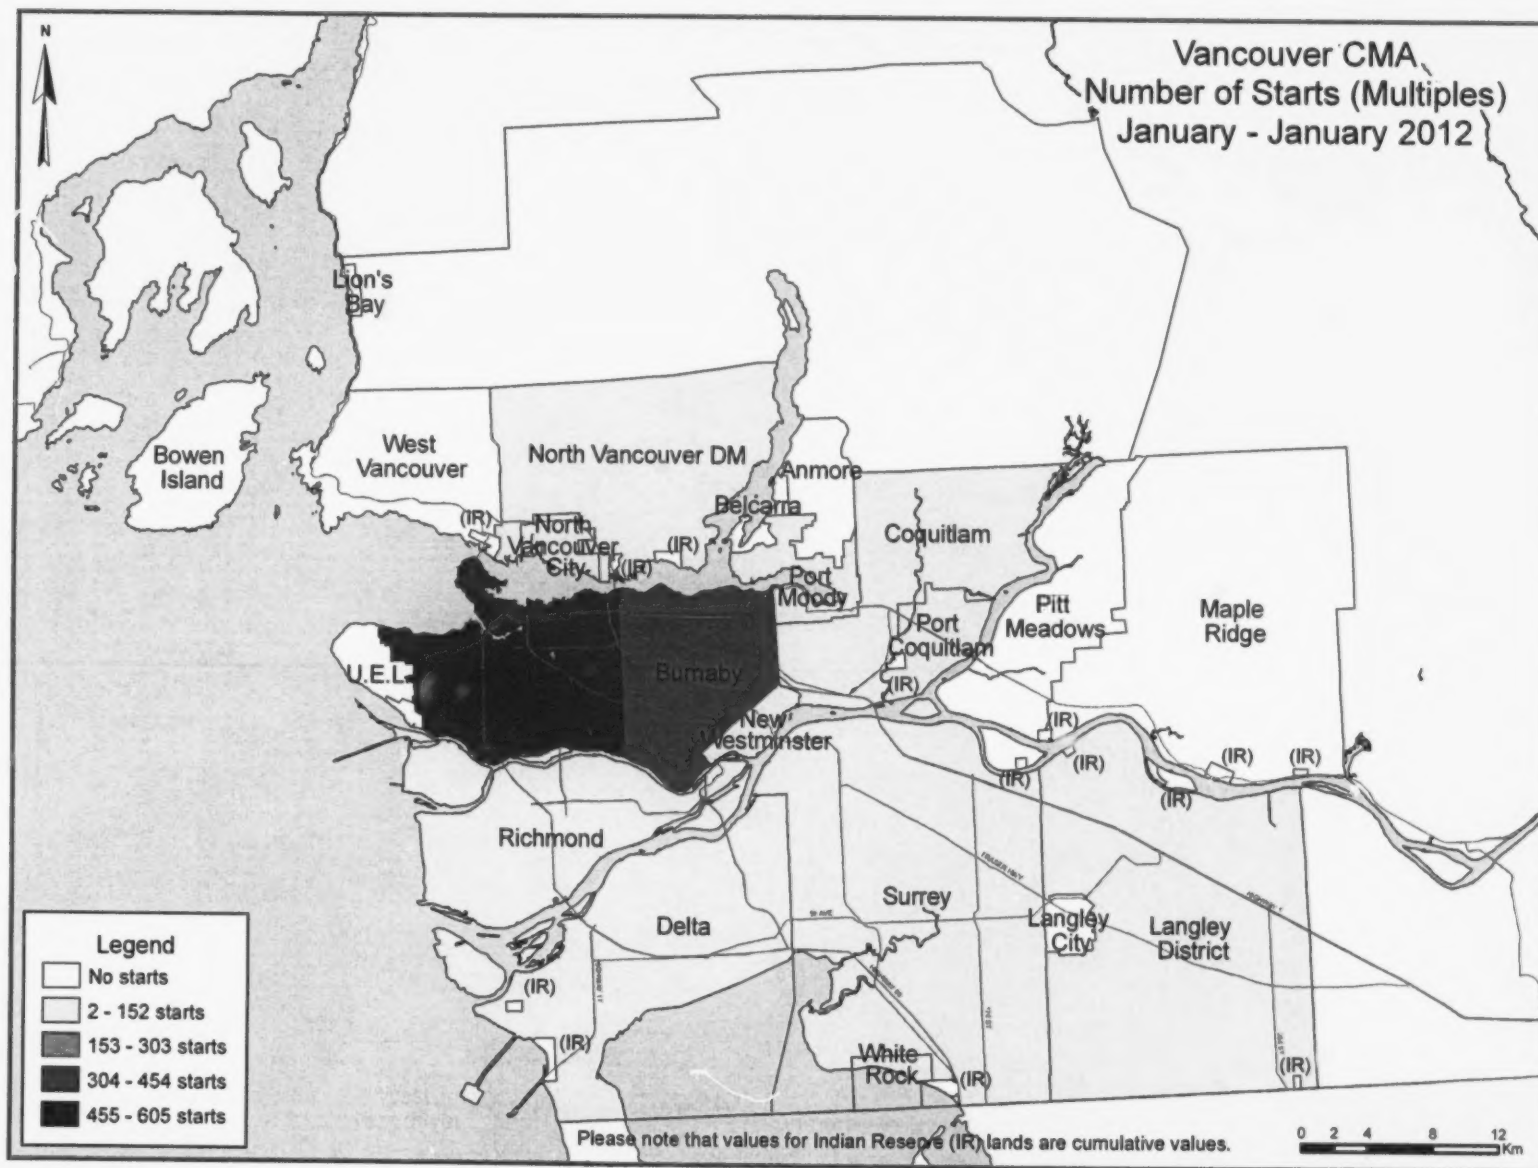 N
Vancouver CMA
Number of Starts (Multiples)
January - January 2012
Lion's
Bay
Bowen
Island
West
Vancouver
North Vancouver DM
Anmore
Belcarra
(IR)
North
Vancouver
City
(IR)
(IR)
Coquitlam
Port
Moody
Port
Coquitlam
Pitt
Meadows
Maple
Ridge
U.E.L.
Burnaby
(IR)
New
Westminster
(IR)
(IR)
(IR)
(IR)
(IR)
(IR)
Richmond
FRASER HWY
Surrey
Delta
Langley
City
Langley
District
(IR)
(IR)
White
Rock
(IR)
(IR)
Legend
No starts
2 - 152 starts
153 - 303 starts
304 - 454 starts
455 - 605 starts
Please note that values for Indian Reserve (IR) lands are cumulative values.
0 2 4 8 12
Km